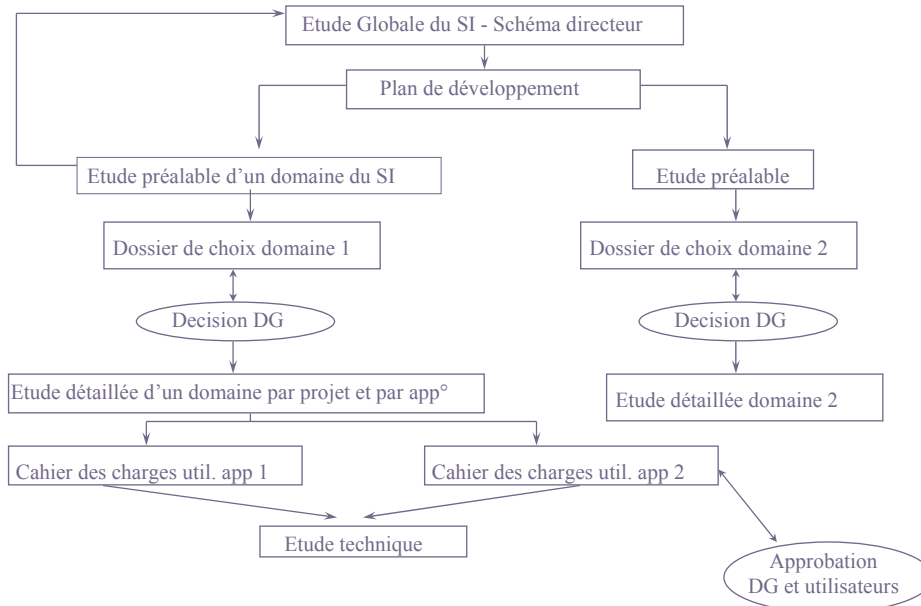 Etude Globale du SI - Schéma directeur
Plan de développement
Etude préalable d’un domaine du SI
Etude préalable
Dossier de choix domaine 1
Dossier de choix domaine 2
Decision DG
Decision DG
Etude détaillée d’un domaine par projet et par app°
Etude détaillée domaine 2
Cahier des charges util. app 1
Cahier des charges util. app 2
Etude technique
Approbation
DG et utilisateurs